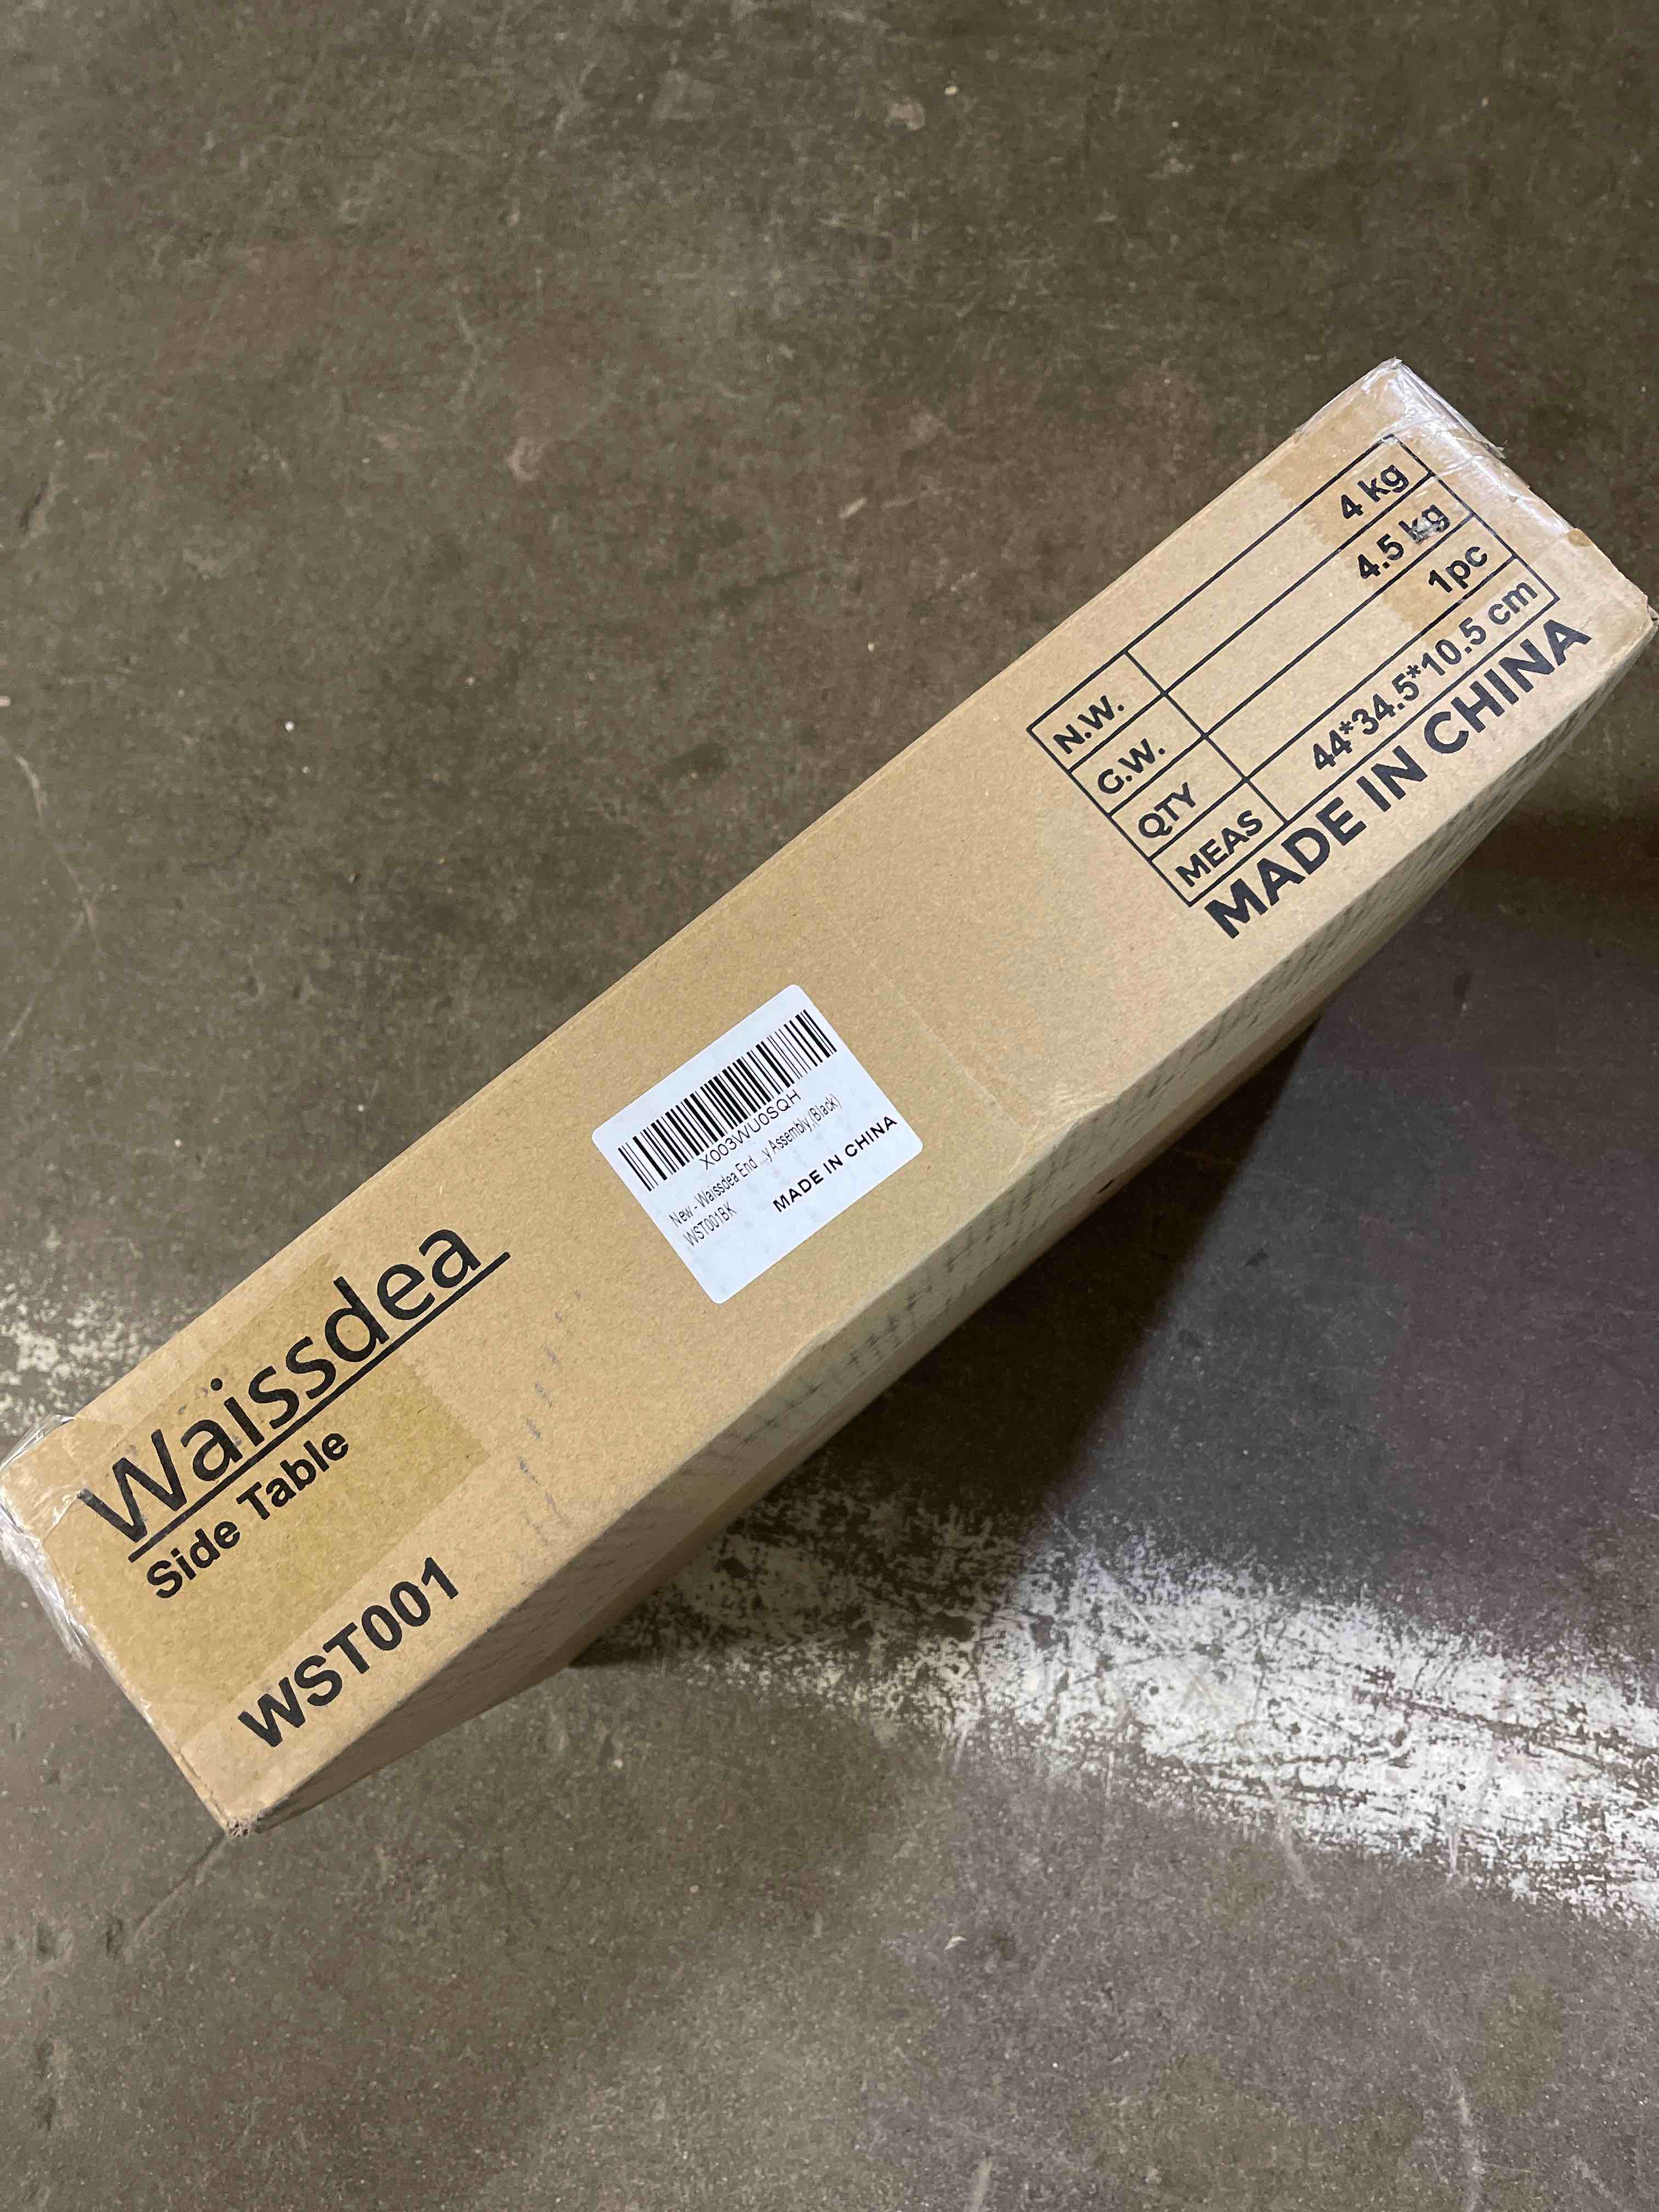 Waissdea
Side Table
WST001
X003WU0SQH
New - Waissdea End ...y Assembly,(Black)
WST001BK
MADE IN CHINA
N.W. 4 kg
G.W. 4.5 kg
QTY 1pc
MEAS 44*34.5*10.5 cm
MADE IN CHINA